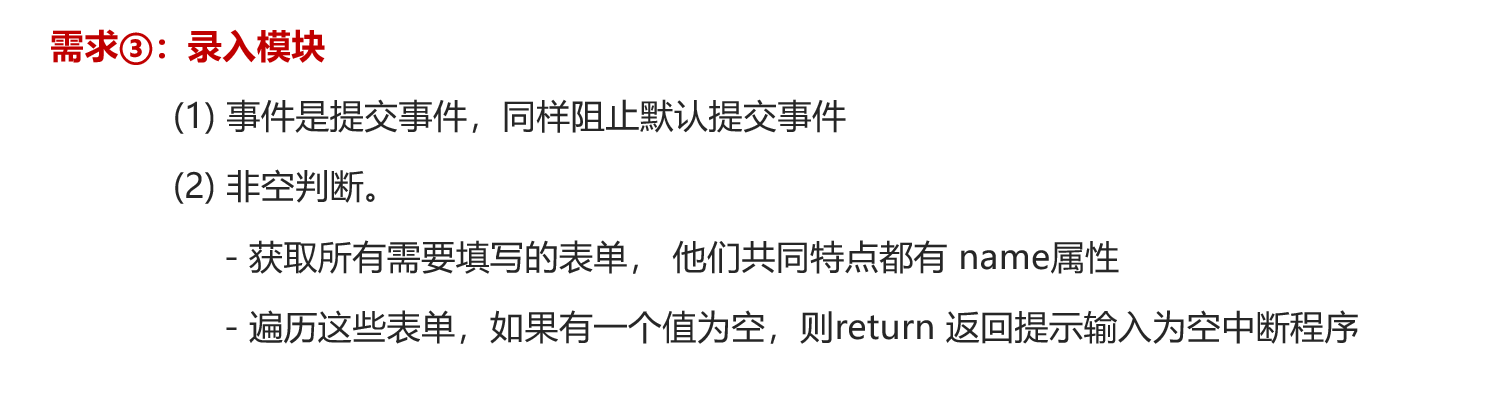 需求③：录入模块
(1) 事件是提交事件，同样阻止默认提交事件
(2) 非空判断。
- 获取所有需要填写的表单， 他们共同特点都有 name属性
- 遍历这些表单，如果有一个值为空，则return 返回提示输入为空中断程序